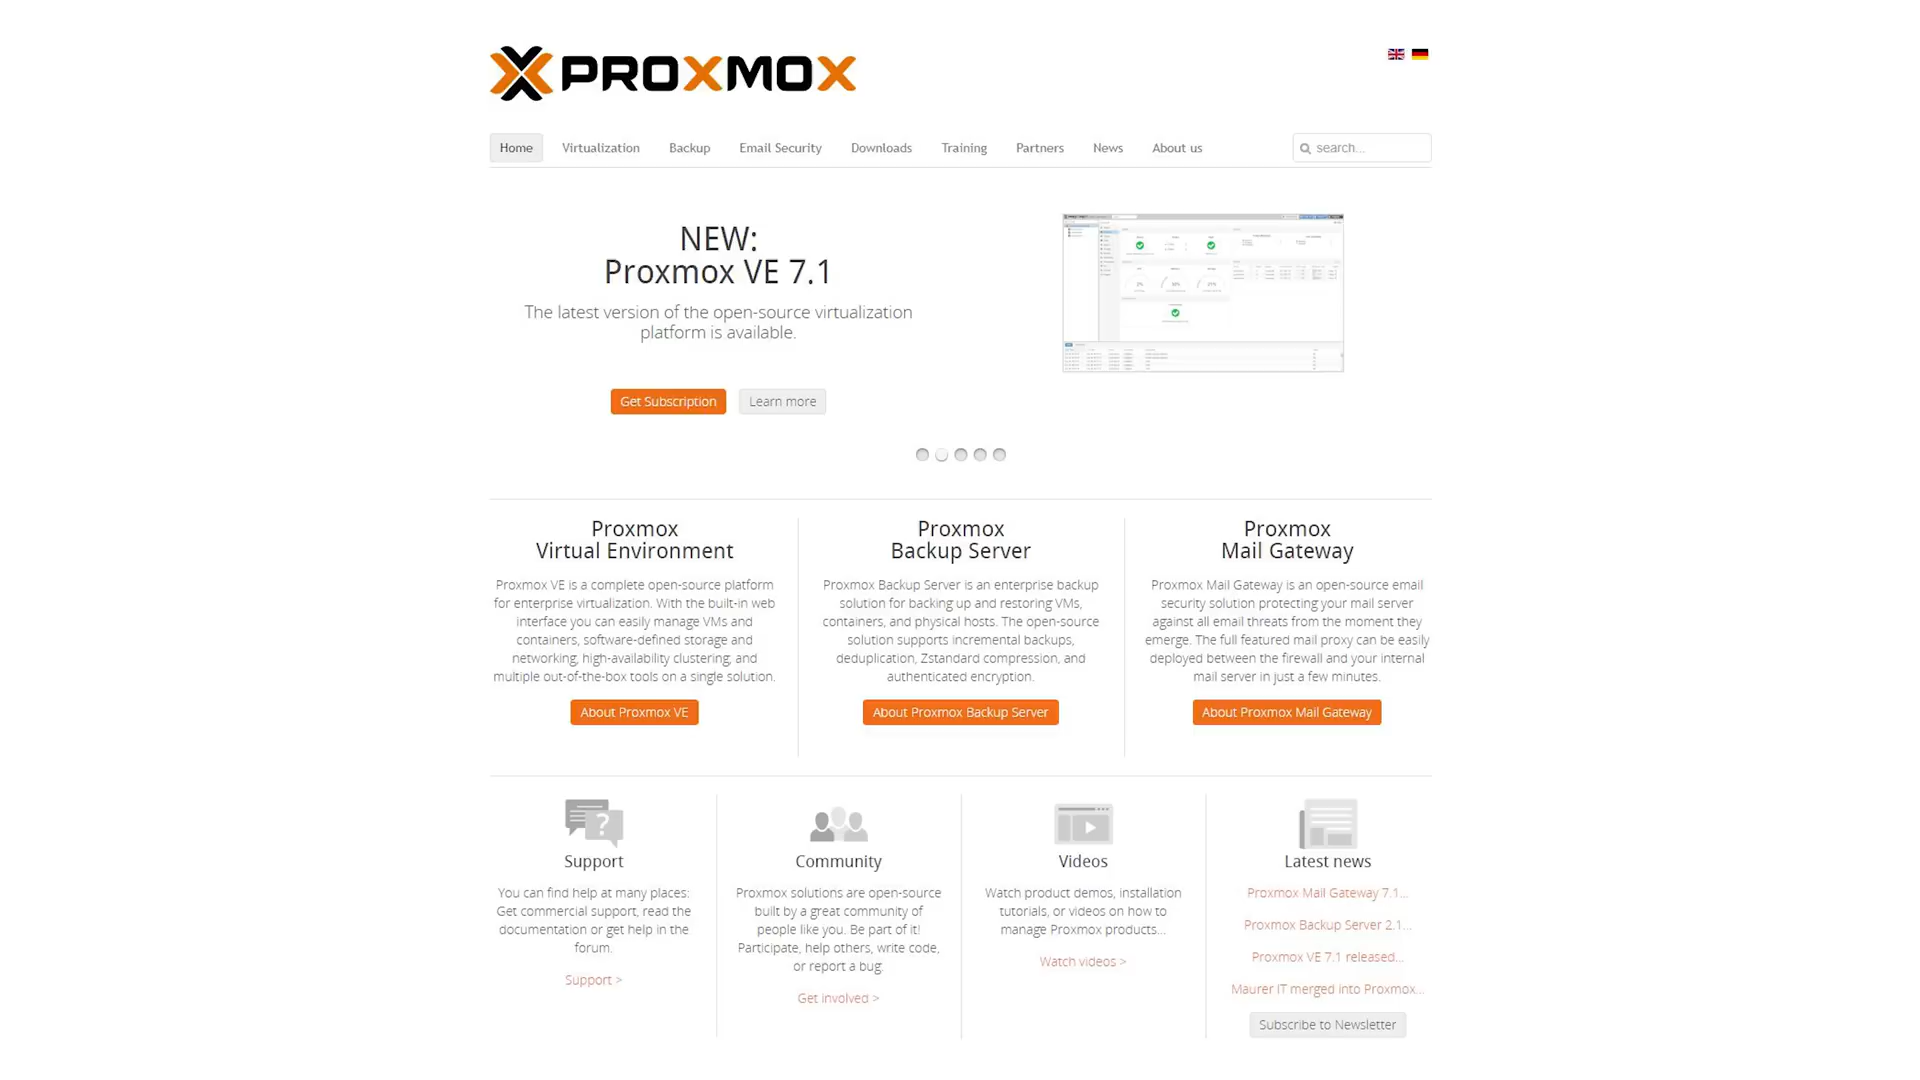 PROXMOX
Home Virtualization Backup Email Security Downloads Training Partners News About us search...
NEW:
Proxmox VE 7.1
The latest version of the open-source virtualization
platform is available.
Get Subscription Learn more
Proxmox
Virtual Environment
Proxmox VE is a complete open-source platform
for enterprise virtualization. With the built-in web
interface you can easily manage VMs and
containers, software-defined storage and
networking, high-availability clustering, and
multiple out-of-the-box tools on a single solution.
About Proxmox VE
Proxmox
Backup Server
Proxmox Backup Server is an enterprise backup
solution for backing up and restoring VMs,
containers, and physical hosts. The open-source
solution supports incremental backups,
deduplication, Zstandard compression, and
authenticated encryption.
About Proxmox Backup Server
Proxmox
Mail Gateway
Proxmox Mail Gateway is an open-source email
security solution protecting your mail server
against all email threats from the moment they
emerge. The full featured mail proxy can be easily
deployed between the firewall and your internal
mail server in just a few minutes.
About Proxmox Mail Gateway
Support
You can find help at many places:
Get commercial support, read the
documentation or get help in the
forum.
Support >
Community
Proxmox solutions are open-source
built by a great community of
people like you. Be part of it!
Participate, help others, write code,
or report a bug.
Get involved >
Videos
Watch product demos, installation
tutorials, or videos on how to
manage Proxmox products...
Watch videos >
Latest news
Proxmox Mail Gateway 7.1...
Proxmox Backup Server 2.1...
Proxmox VE 7.1 released...
Maurer IT merged into Proxmox...
Subscribe to Newsletter